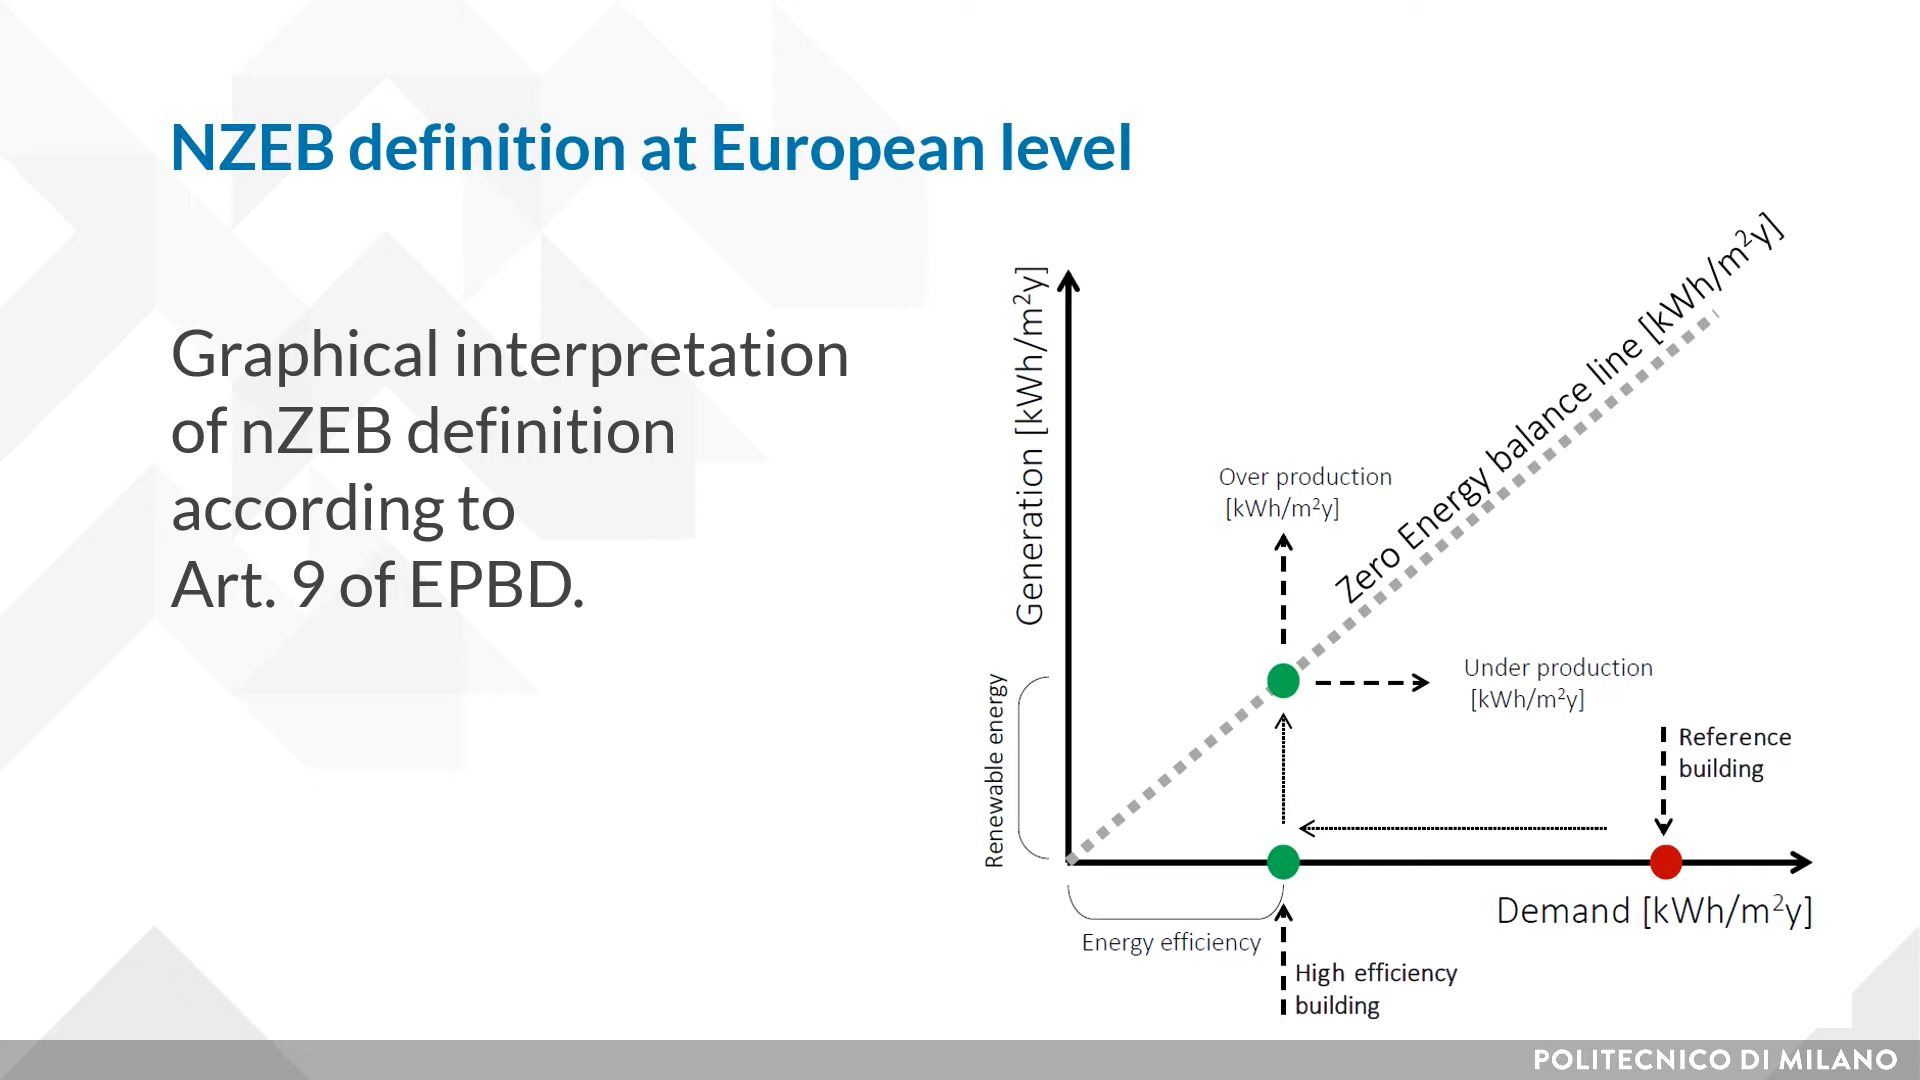 NZEB definition at European level
Graphical interpretation
of nZEB definition
according to
Art. 9 of EPBD.
Generation [kWh/m²y]
Zero Energy balance line [kWh/m²y]
Over production
[kWh/m²y]
Under production
[kWh/m²y]
Renewable energy
Reference
building
Demand [kWh/m²y]
Energy efficiency
High efficiency
building
POLITECNICO DI MILANO